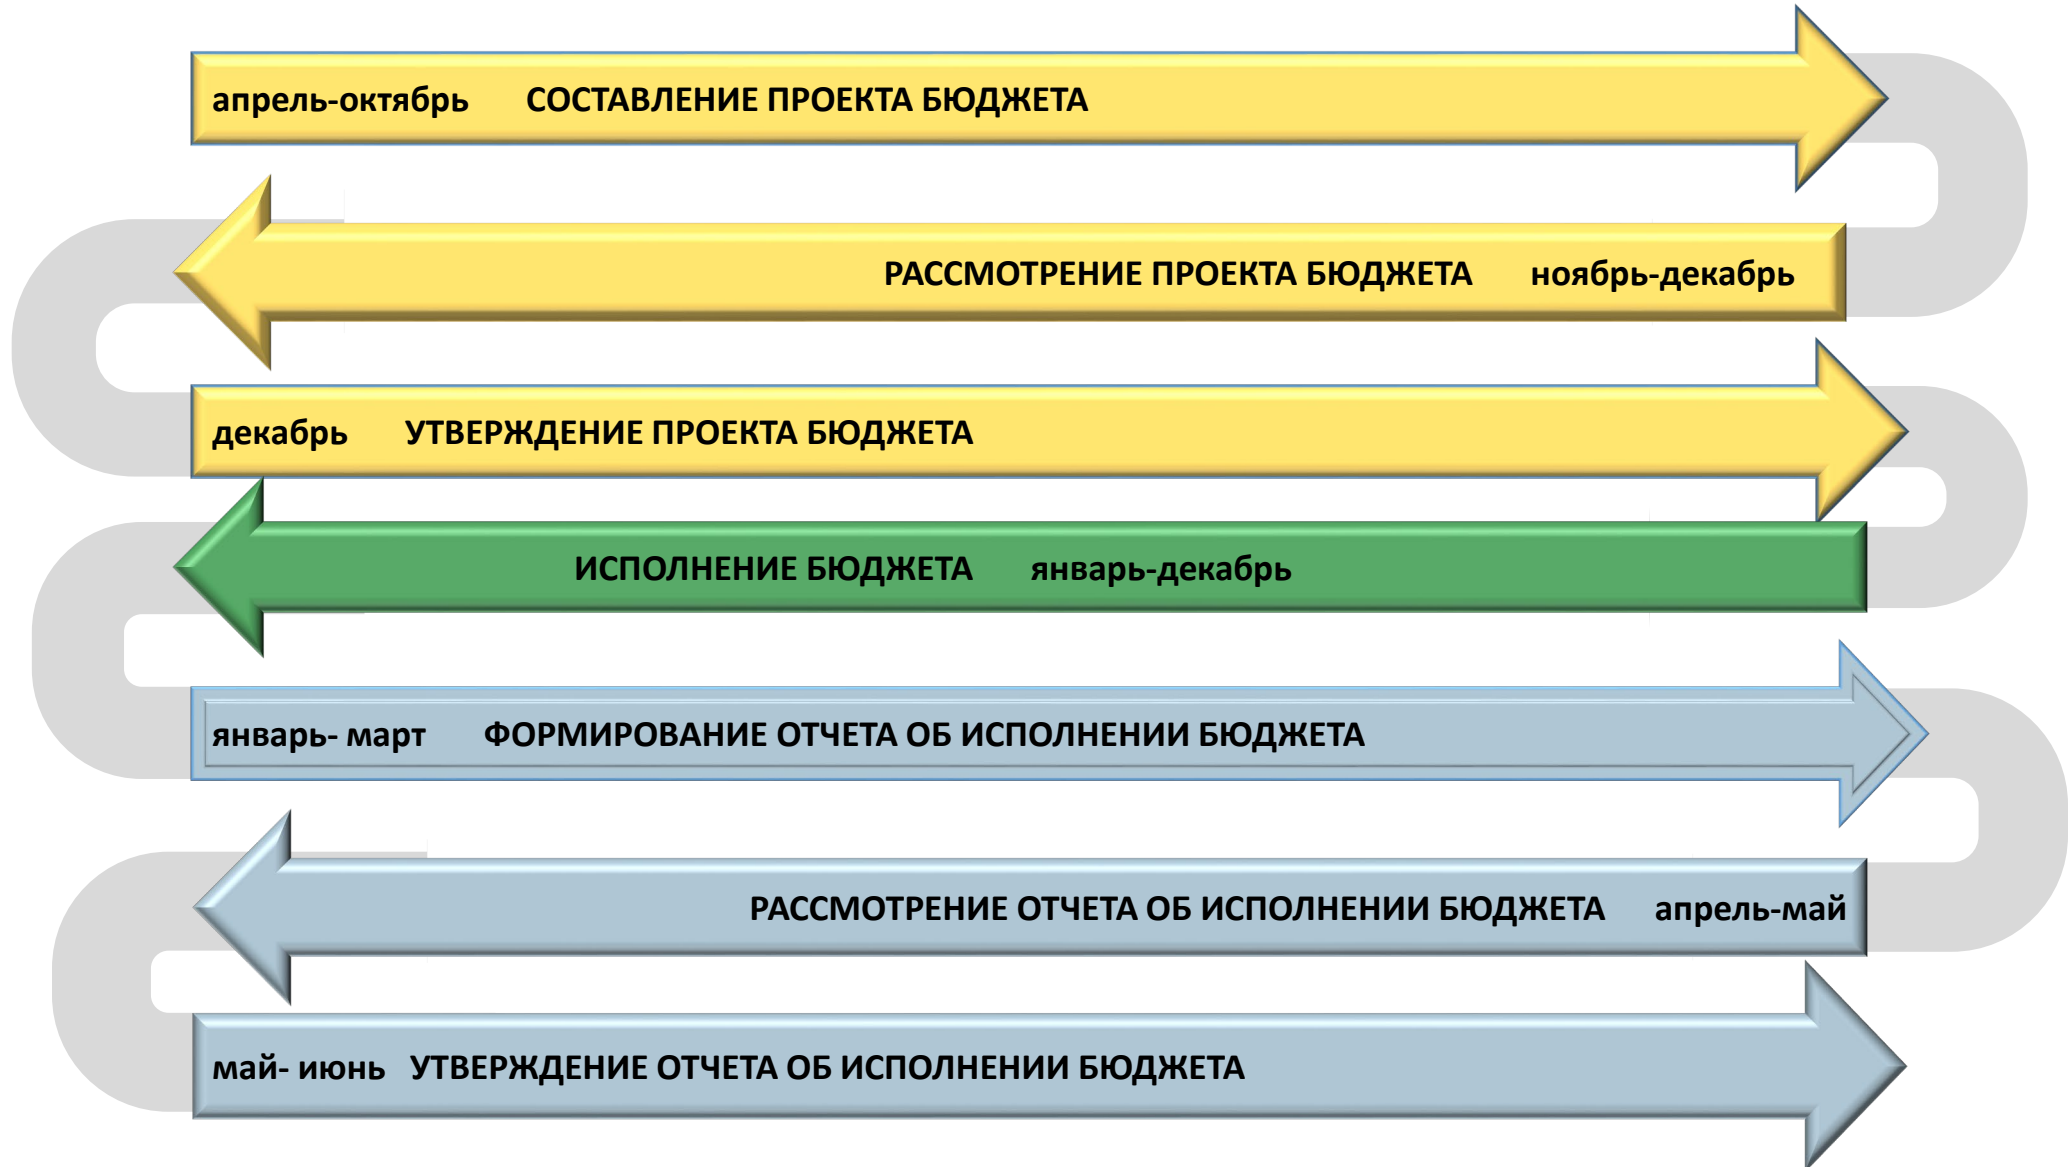 апрель-октябрь СОСТАВЛЕНИЕ ПРОЕКТА БЮДЖЕТА
РАССМОТРЕНИЕ ПРОЕКТА БЮДЖЕТА ноябрь-декабрь
декабрь УТВЕРЖДЕНИЕ ПРОЕКТА БЮДЖЕТА
ИСПОЛНЕНИЕ БЮДЖЕТА январь-декабрь
январь- март ФОРМИРОВАНИЕ ОТЧЕТА ОБ ИСПОЛНЕНИИ БЮДЖЕТА
РАССМОТРЕНИЕ ОТЧЕТА ОБ ИСПОЛНЕНИИ БЮДЖЕТА апрель-май
май- июнь УТВЕРЖДЕНИЕ ОТЧЕТА ОБ ИСПОЛНЕНИИ БЮДЖЕТА